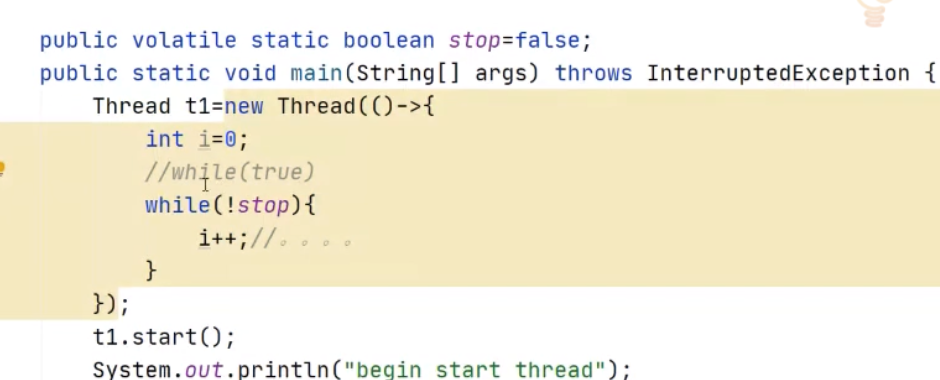 public volatile static boolean stop=false;
public static void main(String[] args) throws InterruptedException {
Thread t1=new Thread(()->{
int i=0;
//while(true)
while(!stop){
i++;//。。。。
}
});
t1.start();
System.out.println("begin start thread");